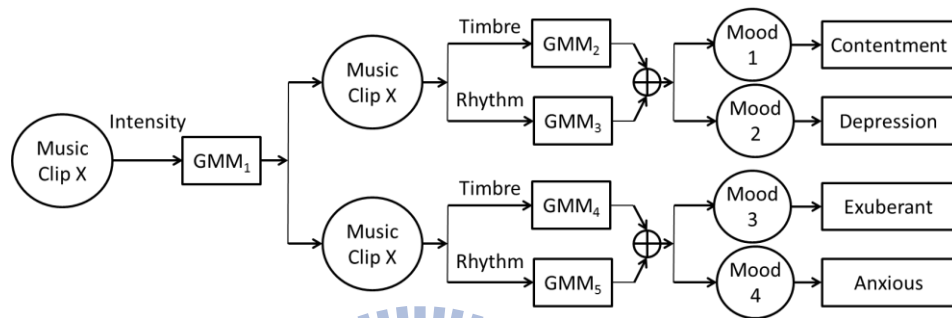 Music
Clip X
Intensity
GMM₁
Music
Clip X
Timbre
GMM₂
Rhythm
GMM₃
Mood
1
Contentment
Mood
2
Depression
Music
Clip X
Timbre
GMM₄
Rhythm
GMM₅
Mood
3
Exuberant
Mood
4
Anxious